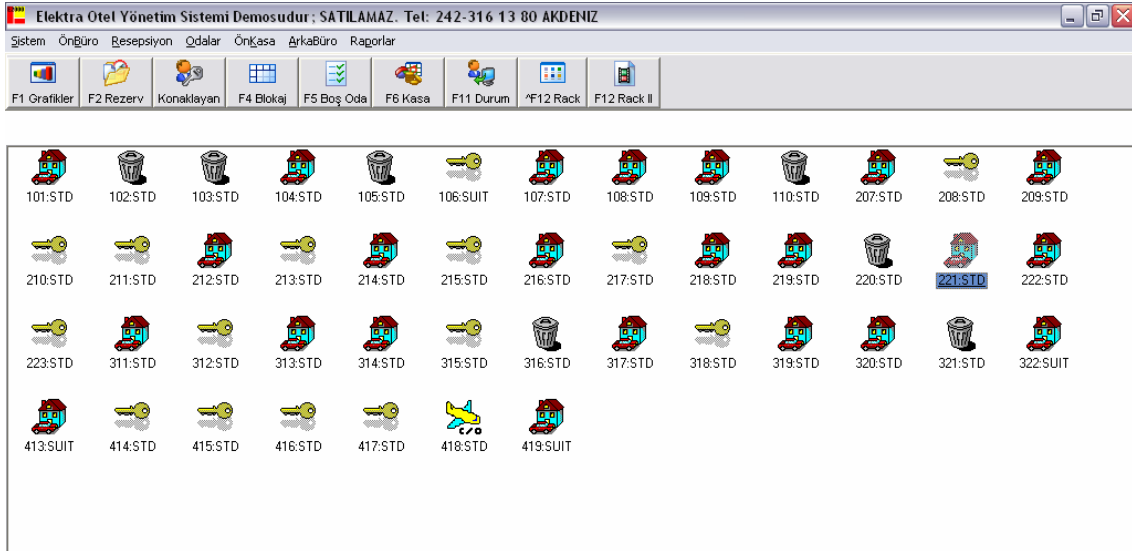 Elektra Otel Yönetim Sistemi Demosudur; SATILAMAZ. Tel: 242-316 13 80 AKDENIZ
Sistem ÖnBüro Resepsiyon Odalar ÖnKasa ArkaBüro Raporlar
F1 Grafikler F2 Rezerv Konaklayan F4 Blokaj F5 Boş Oda F6 Kasa F11 Durum ^F12 Rack F12 Rack II
101:STD 102:STD 103:STD 104:STD 105:STD 106:SUIT 107:STD 108:STD 109:STD 110:STD 207:STD 208:STD 209:STD
210:STD 211:STD 212:STD 213:STD 214:STD 215:STD 216:STD 217:STD 218:STD 219:STD 220:STD 221:STD 222:STD
223:STD 311:STD 312:STD 313:STD 314:STD 315:STD 316:STD 317:STD 318:STD 319:STD 320:STD 321:STD 322:SUIT
C/O
413:SUIT 414:STD 415:STD 416:STD 417:STD 418:STD 419:SUIT